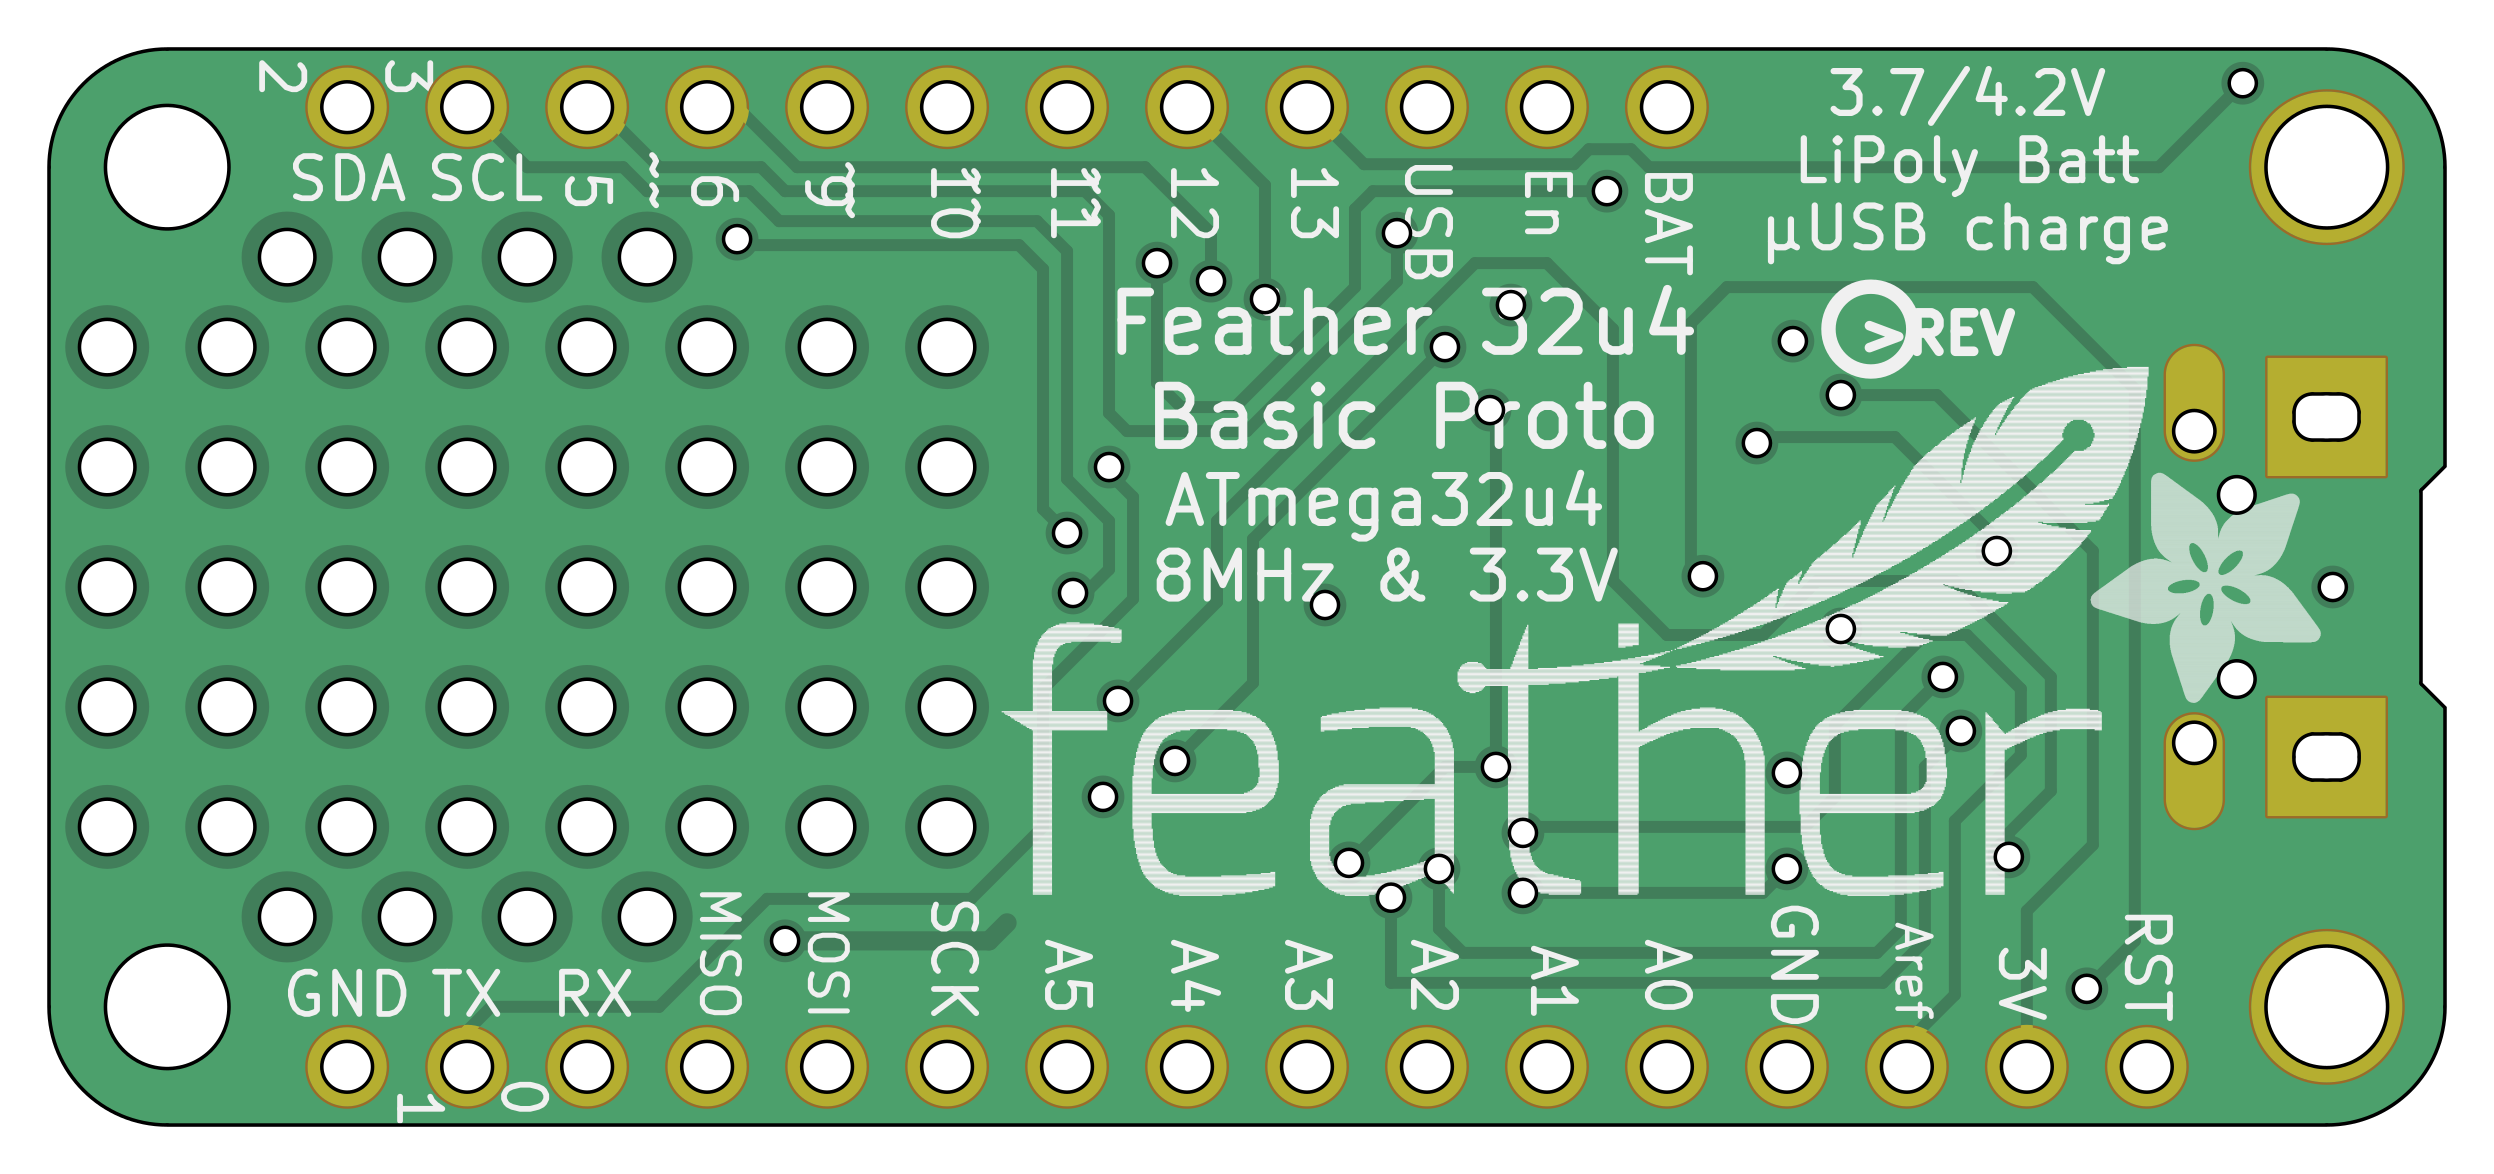 2
3
SDA
SCL
5
6
9
10
11
12
13
USB
En
BAT
3.7/4.2V
LiPoly Batt
µUSB charge
Feather 32u4
Basic Proto
REV
ATmega32u4
8MHz & 3.3V
feather
GND
TX
RX
MISO
MOSI
SCK
A5
A4
A3
A2
A1
A0
GND
ARef
3V
RST
1
0